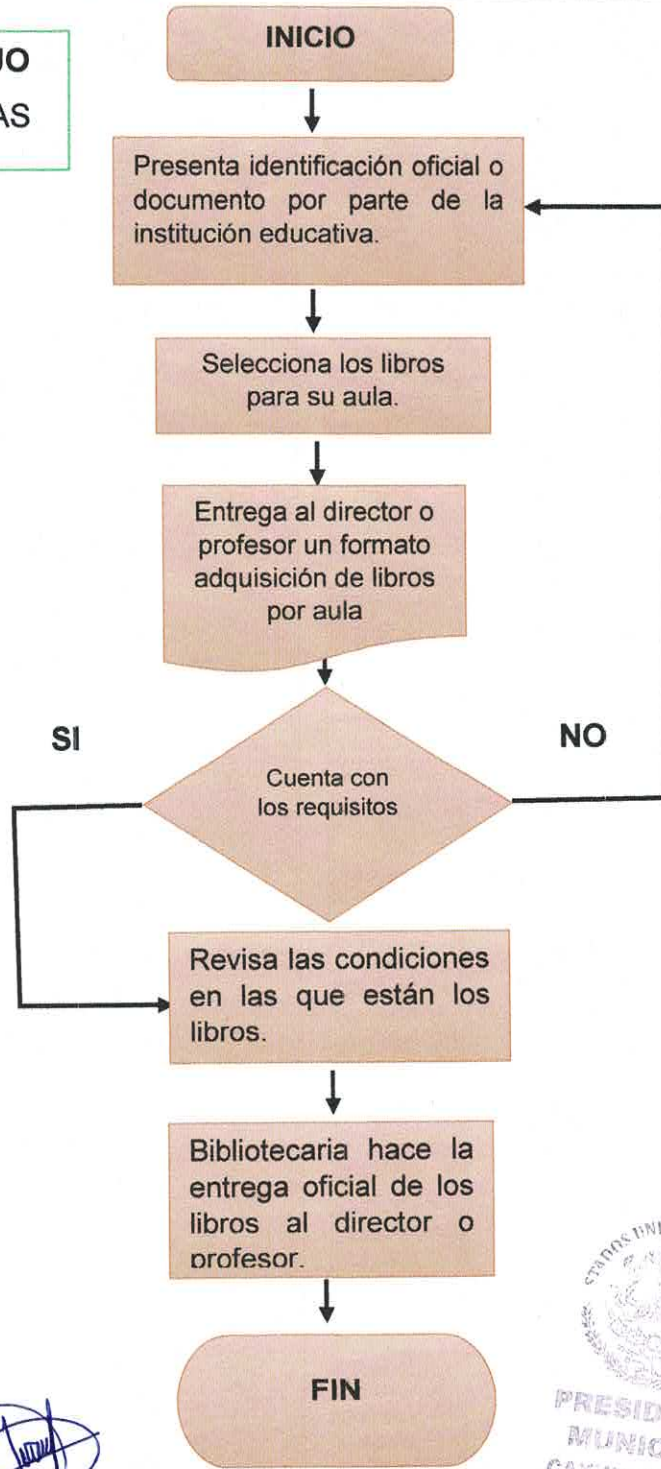 INICIO
Presenta identificación oficial o
documento por parte de la
institución educativa.
Selecciona los libros
para su aula.
Entrega al director o
profesor un formato
adquisición de libros
por aula
SI
NO
Cuenta con
los requisitos
Revisa las condiciones
en las que están los
libros.
Bibliotecaria hace la
entrega oficial de los
libros al director o
profesor.
FIN